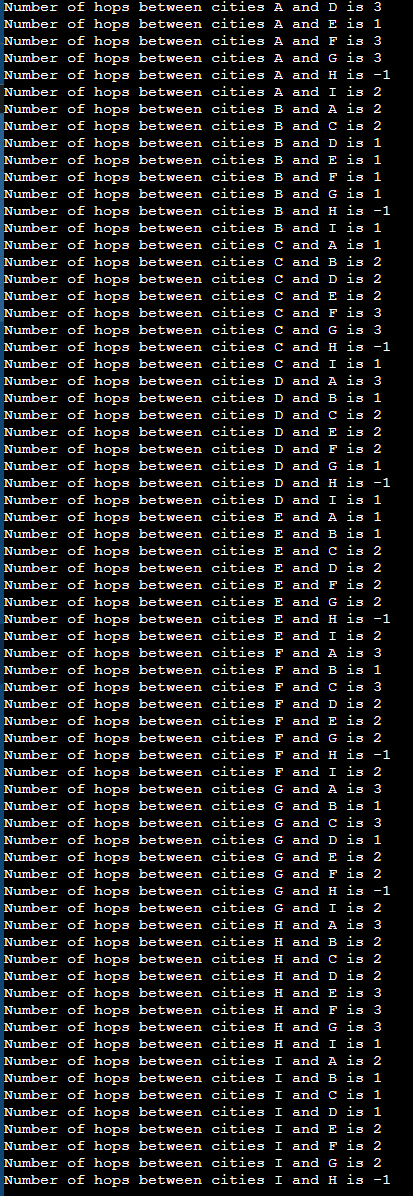 Number of hops between cities A and D is 3
Number of hops between cities A and E is 1
Number of hops between cities A and F is 3
Number of hops between cities A and G is 3
Number of hops between cities A and H is -1
Number of hops between cities A and I is 2
Number of hops between cities B and A is 2
Number of hops between cities B and C is 2
Number of hops between cities B and D is 1
Number of hops between cities B and E is 1
Number of hops between cities B and F is 1
Number of hops between cities B and G is 1
Number of hops between cities B and H is -1
Number of hops between cities B and I is 1
Number of hops between cities C and A is 1
Number of hops between cities C and B is 2
Number of hops between cities C and D is 2
Number of hops between cities C and E is 2
Number of hops between cities C and F is 3
Number of hops between cities C and G is 3
Number of hops between cities C and H is -1
Number of hops between cities C and I is 1
Number of hops between cities D and A is 3
Number of hops between cities D and B is 1
Number of hops between cities D and C is 2
Number of hops between cities D and E is 2
Number of hops between cities D and F is 2
Number of hops between cities D and G is 1
Number of hops between cities D and H is -1
Number of hops between cities D and I is 1
Number of hops between cities E and A is 1
Number of hops between cities E and B is 1
Number of hops between cities E and C is 2
Number of hops between cities E and D is 2
Number of hops between cities E and F is 2
Number of hops between cities E and G is 2
Number of hops between cities E and H is -1
Number of hops between cities E and I is 2
Number of hops between cities F and A is 3
Number of hops between cities F and B is 1
Number of hops between cities F and C is 3
Number of hops between cities F and D is 2
Number of hops between cities F and E is 2
Number of hops between cities F and G is 2
Number of hops between cities F and H is -1
Number of hops between cities F and I is 2
Number of hops between cities G and A is 3
Number of hops between cities G and B is 1
Number of hops between cities G and C is 3
Number of hops between cities G and D is 1
Number of hops between cities G and E is 2
Number of hops between cities G and F is 2
Number of hops between cities G and H is -1
Number of hops between cities G and I is 2
Number of hops between cities H and A is 3
Number of hops between cities H and B is 2
Number of hops between cities H and C is 2
Number of hops between cities H and D is 2
Number of hops between cities H and E is 3
Number of hops between cities H and F is 3
Number of hops between cities H and G is 3
Number of hops between cities H and I is 1
Number of hops between cities I and A is 2
Number of hops between cities I and B is 1
Number of hops between cities I and C is 1
Number of hops between cities I and D is 1
Number of hops between cities I and E is 2
Number of hops between cities I and F is 2
Number of hops between cities I and G is 2
Number of hops between cities I and H is -1